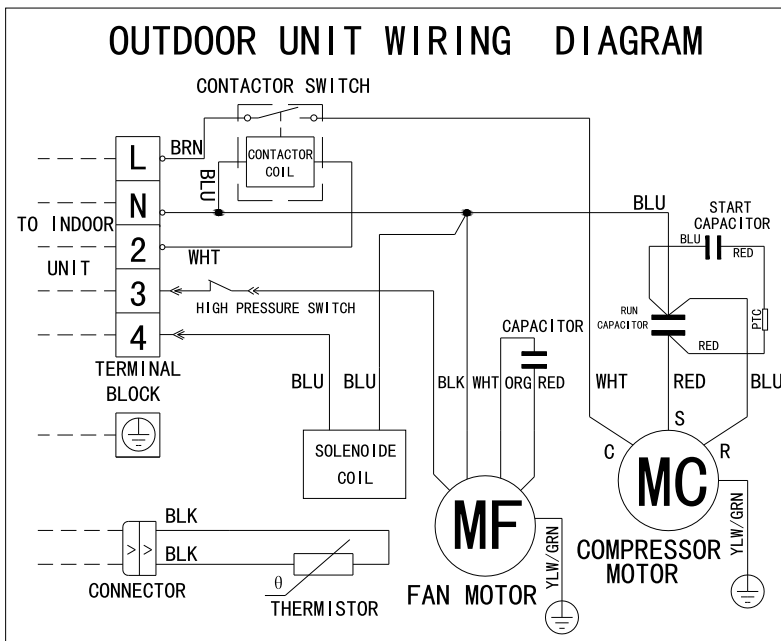 OUTDOOR UNIT WIRING DIAGRAM
CONTACTOR SWITCH
L
BRN
CONTACTOR
COIL
BLU
N
BLU
START
CAPACITOR
TO INDOOR
2
BLU
RED
UNIT
WHT
3
HIGH PRESSURE SWITCH
RUN
CAPACITOR
PTC
CAPACITOR
4
RED
TERMINAL
BLOCK
BLU
BLU
BLK
WHT
ORG
RED
WHT
RED
BLU
S
C
R
SOLENOIDE
COIL
MF
MC
BLK
BLK
YLW/GRN
YLW/GRN
COMPRESSOR
MOTOR
CONNECTOR
θ
THERMISTOR
FAN MOTOR